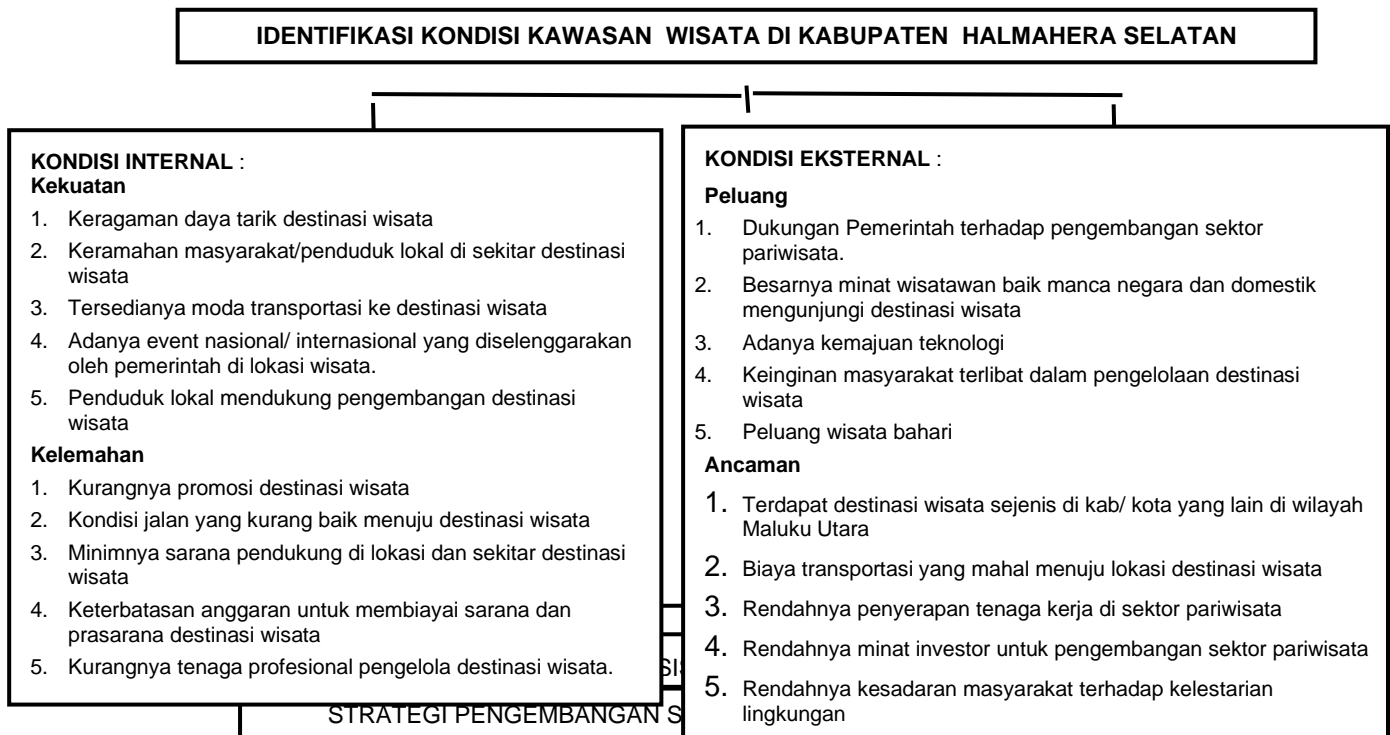 IDENTIFIKASI KONDISI KAWASAN WISATA DI KABUPATEN HALMAHERA SELATAN
KONDISI INTERNAL :
Kekuatan
1. Keragaman daya tarik destinasi wisata
2. Keramahan masyarakat/penduduk lokal di sekitar destinasi
wisata
3. Tersedianya moda transportasi ke destinasi wisata
4. Adanya event nasional/ internasional yang diselenggarakan
oleh pemerintah di lokasi wisata.
5. Penduduk lokal mendukung pengembangan destinasi
wisata
Kelemahan
1. Kurangnya promosi destinasi wisata
2. Kondisi jalan yang kurang baik menuju destinasi wisata
3. Minimnya sarana pendukung di lokasi dan sekitar destinasi
wisata
4. Keterbatasan anggaran untuk membiayai sarana dan
prasarana destinasi wisata
5. Kurangnya tenaga profesional pengelola destinasi wisata.
KONDISI EKSTERNAL :
Peluang
1. Dukungan Pemerintah terhadap pengembangan sektor
pariwisata.
2. Besarnya minat wisatawan baik manca negara dan domestik
mengunjungi destinasi wisata
3. Adanya kemajuan teknologi
4. Keinginan masyarakat terlibat dalam pengelolaan destinasi
wisata
5. Peluang wisata bahari
Ancaman
1. Terdapat destinasi wisata sejenis di kab/ kota yang lain di wilayah
Maluku Utara
2. Biaya transportasi yang mahal menuju lokasi destinasi wisata
3. Rendahnya penyerapan tenaga kerja di sektor pariwisata
4. Rendahnya minat investor untuk pengembangan sektor pariwisata
5. Rendahnya kesadaran masyarakat terhadap kelestarian
lingkungan
STRATEGI PENGEMBANGAN S